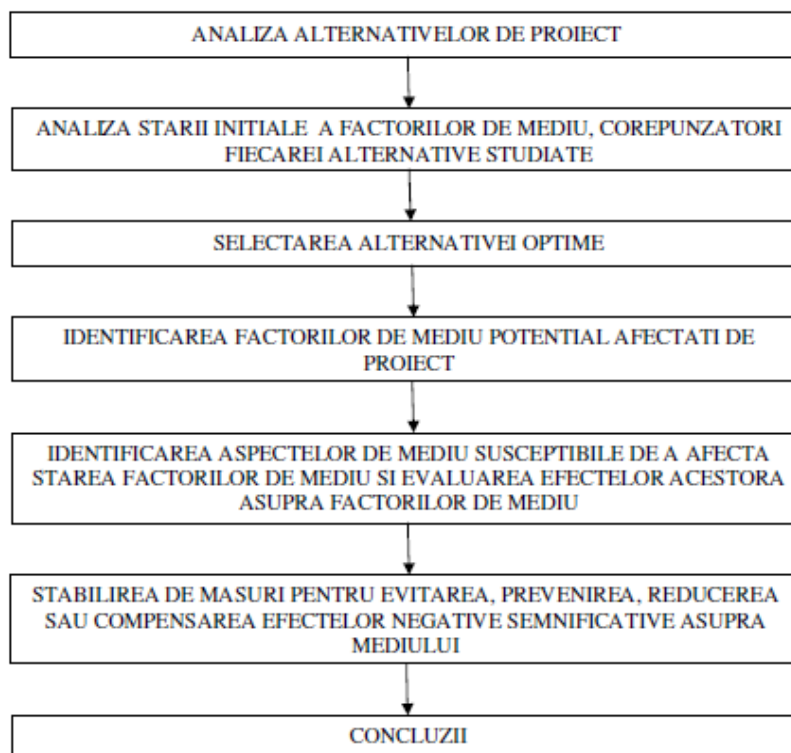 ANALIZA ALTERNATIVELOR DE PROIECT
ANALIZA STARII INITIALE A FACTORILOR DE MEDIU, COREPUNZATORI
FIECAREI ALTERNATIVE STUDIATE
SELECTAREA ALTERNATIVEI OPTIME
IDENTIFICAREA FACTORILOR DE MEDIU POTENTIAL AFECTATI DE
PROIECT
IDENTIFICAREA ASPECTELOR DE MEDIU SUSCEPTIBILE DE A AFECTA
STAREA FACTORILOR DE MEDIU SI EVALUAREA EFECTELOR ACESTORA
ASUPRA FACTORILOR DE MEDIU
STABILIREA DE MASURI PENTRU EVITAREA, PREVENIREA, REDUCEREA
SAU COMPENSAREA EFECTELOR NEGATIVE SEMNIFICATIVE ASUPRA
MEDIULUI
CONCLUZII